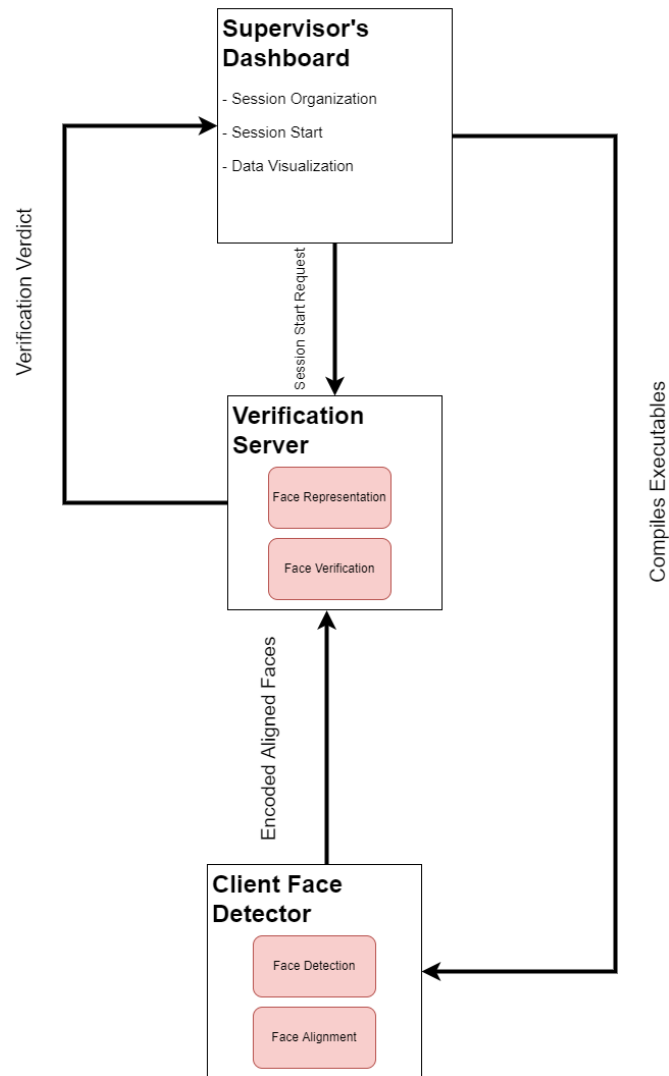 Supervisor's
Dashboard
- Session Organization
- Session Start
- Data Visualization
Verification Verdict
Session Start Request
Compiles Executables
Verification
Server
Face Representation
Face Verification
Encoded Aligned Faces
Client Face
Detector
Face Detection
Face Alignment